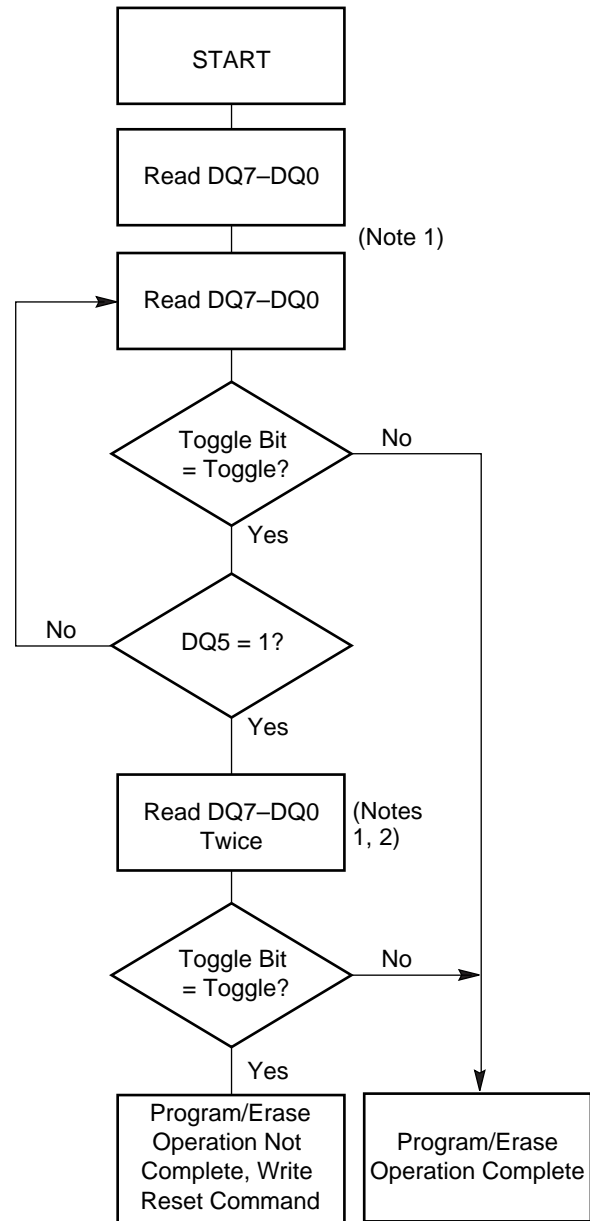 START
Read DQ7–DQ0
(Note 1)
Read DQ7–DQ0
Toggle Bit
= Toggle?
No
Yes
DQ5 = 1?
No
Yes
Read DQ7–DQ0
Twice
(Notes
1, 2)
Toggle Bit
= Toggle?
No
Yes
Program/Erase
Operation Not
Complete, Write
Reset Command
Program/Erase
Operation Complete